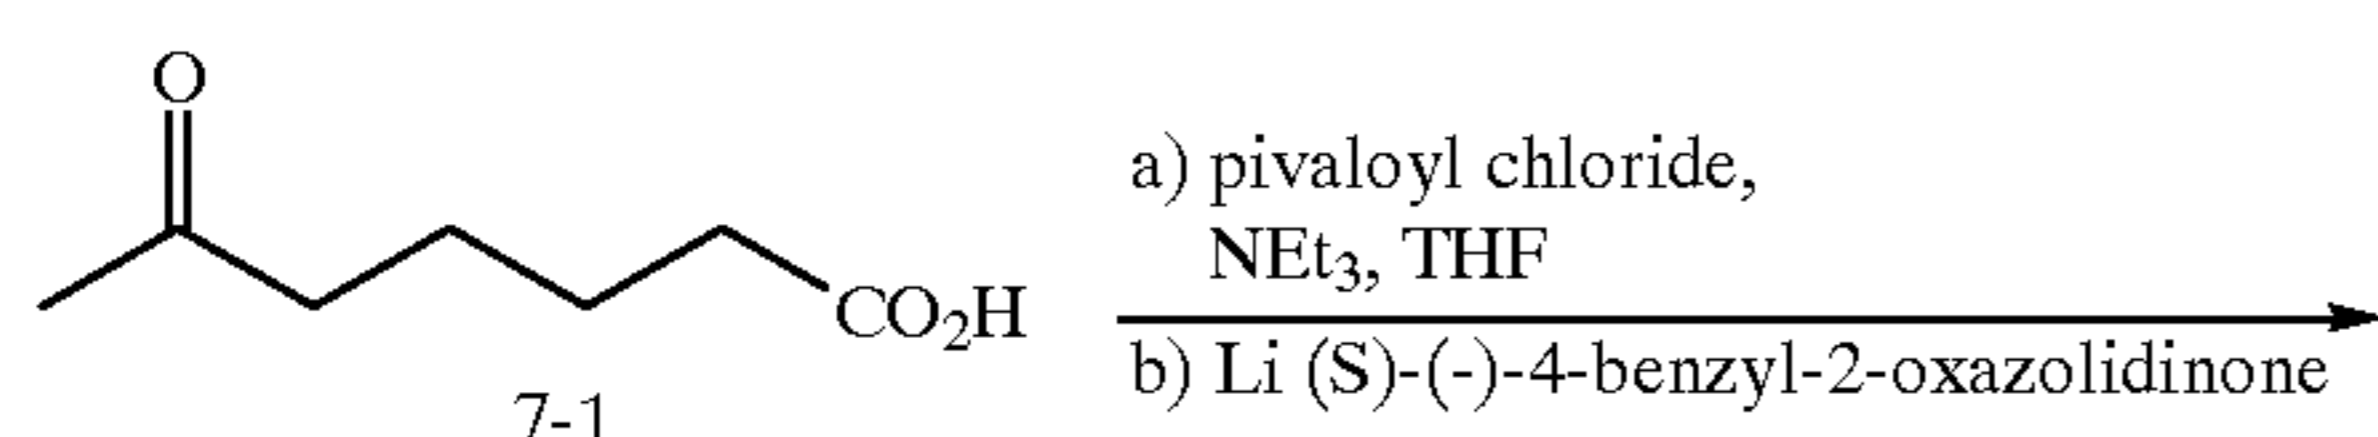 O
a) pivaloyl chloride,
NEt₃, THF
CO₂H
b) Li (S)-(-)-4-benzyl-2-oxazolidinone
7-1